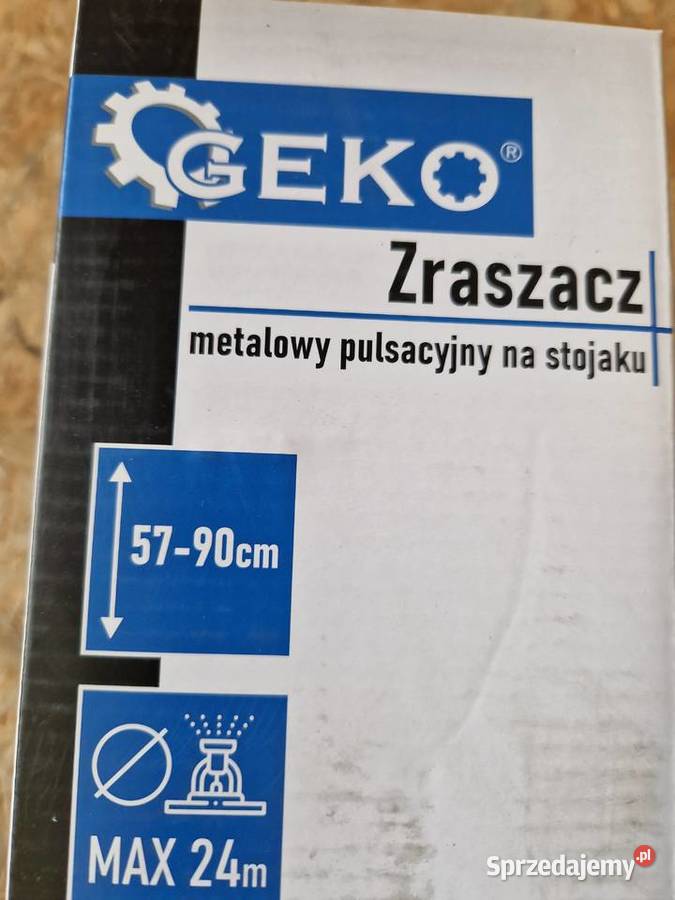 GEKO®
Zraszacz
metalowy pulsacyjny na stojaku
57-90cm
MAX 24m
Sprzedajemy.pl